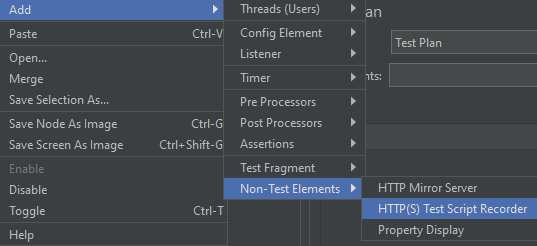 Add
Paste Ctrl-V
Open...
Merge
Save Selection As...
Save Node As Image Ctrl-G
Save Screen As Image Ctrl+Shift-G
Enable
Disable
Toggle Ctrl-T
Help
Threads (Users)
Config Element
Listener
Timer
Pre Processors
Post Processors
Assertions
Test Fragment
Non-Test Elements
HTTP Mirror Server
HTTP(S) Test Script Recorder
Property Display
an
Test Plan
nts: